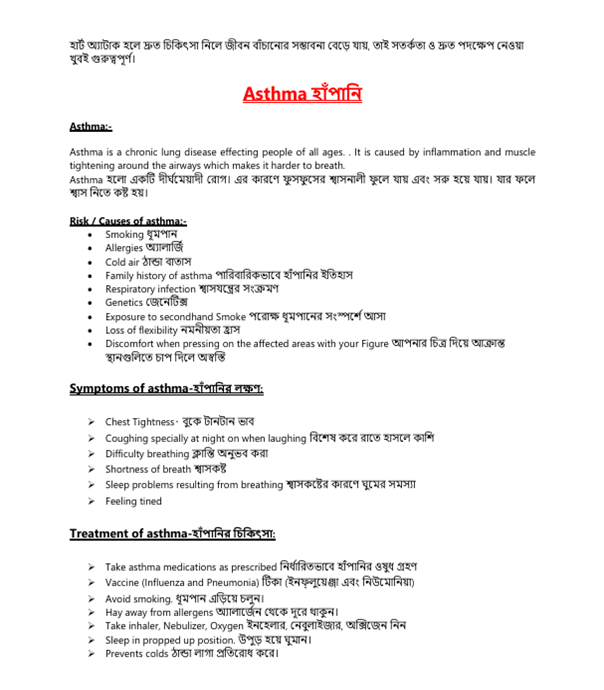 হার্ট অ্যাটাক হলে দ্রুত চিকিৎসা নিলে জীবন বাঁচানোর সম্ভাবনা বেড়ে যায়, তাই সতর্কতা ও দ্রুত পদক্ষেপ নেওয়া
খুবই গুরুত্বপূর্ণ।
Asthma হাঁপানি
Asthma:-
Asthma is a chronic lung disease effecting people of all ages. . It is caused by inflammation and muscle
tightening around the airways which makes it harder to breath.
Asthma হলো একটি দীর্ঘমেয়াদী রোগ। এর কারণে ফুসফুসের শ্বাসনালী ফুলে যায় এবং সরু হয়ে যায়। যার ফলে
শ্বাস নিতে কষ্ট হয়।
Risk / Causes of asthma:-
• Smoking ধূমপান
• Allergies অ্যালার্জি
• Cold air ঠান্ডা বাতাস
• Family history of asthma পারিবারিকভাবে হাঁপানির ইতিহাস
• Respiratory infection শ্বাসযন্ত্রের সংক্রমণ
• Genetics জেনেটিক্স
• Exposure to secondhand Smoke পরোক্ষ ধূমপানের সংস্পর্শে আসা
• Loss of flexibility নমনীয়তা হ্রাস
• Discomfort when pressing on the affected areas with your Figure আপনার চিত্র দিয়ে আক্রান্ত
স্থানগুলিতে চাপ দিলে অস্বস্তি
Symptoms of asthma-হাঁপানির লক্ষণ:
➤ Chest Tightness· বুকে টানটান ভাব
➤ Coughing specially at night on when laughing বিশেষ করে রাতে হাসলে কাশি
➤ Difficulty breathing ক্লান্তি অনুভব করা
➤ Shortness of breath শ্বাসকষ্ট
➤ Sleep problems resulting from breathing শ্বাসকষ্টের কারণে ঘুমের সমস্যা
➤ Feeling tined
Treatment of asthma-হাঁপানির চিকিৎসা:
➤ Take asthma medications as prescribed নির্ধারিতভাবে হাঁপানির ওষুধ গ্রহণ
➤ Vaccine (Influenza and Pneumonia) টিকা (ইনফ্লুয়েঞ্জা এবং নিউমোনিয়া)
➤ Avoid smoking. ধূমপান এড়িয়ে চলুন।
➤ Hay away from allergens অ্যালার্জেন থেকে দূরে থাকুন।
➤ Take inhaler, Nebulizer, Oxygen ইনহেলার, নেবুলাইজার, অক্সিজেন নিন
➤ Sleep in propped up position. উপুড় হয়ে ঘুমান।
➤ Prevents colds ঠান্ডা লাগা প্রতিরোধ করে।